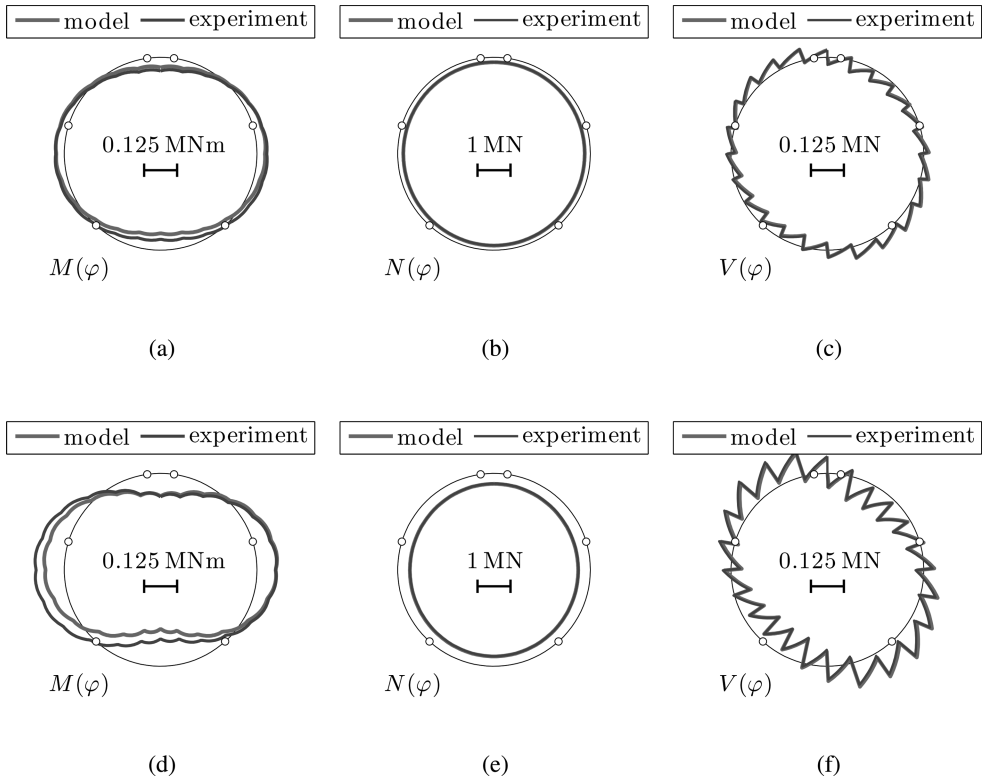 model experiment
model experiment
model experiment
0.125 MNm
1 MN
0.125 MN
M(φ)
N(φ)
V(φ)
(a)
(b)
(c)
model experiment
model experiment
model experiment
0.125 MNm
1 MN
0.125 MN
M(φ)
N(φ)
V(φ)
(d)
(e)
(f)